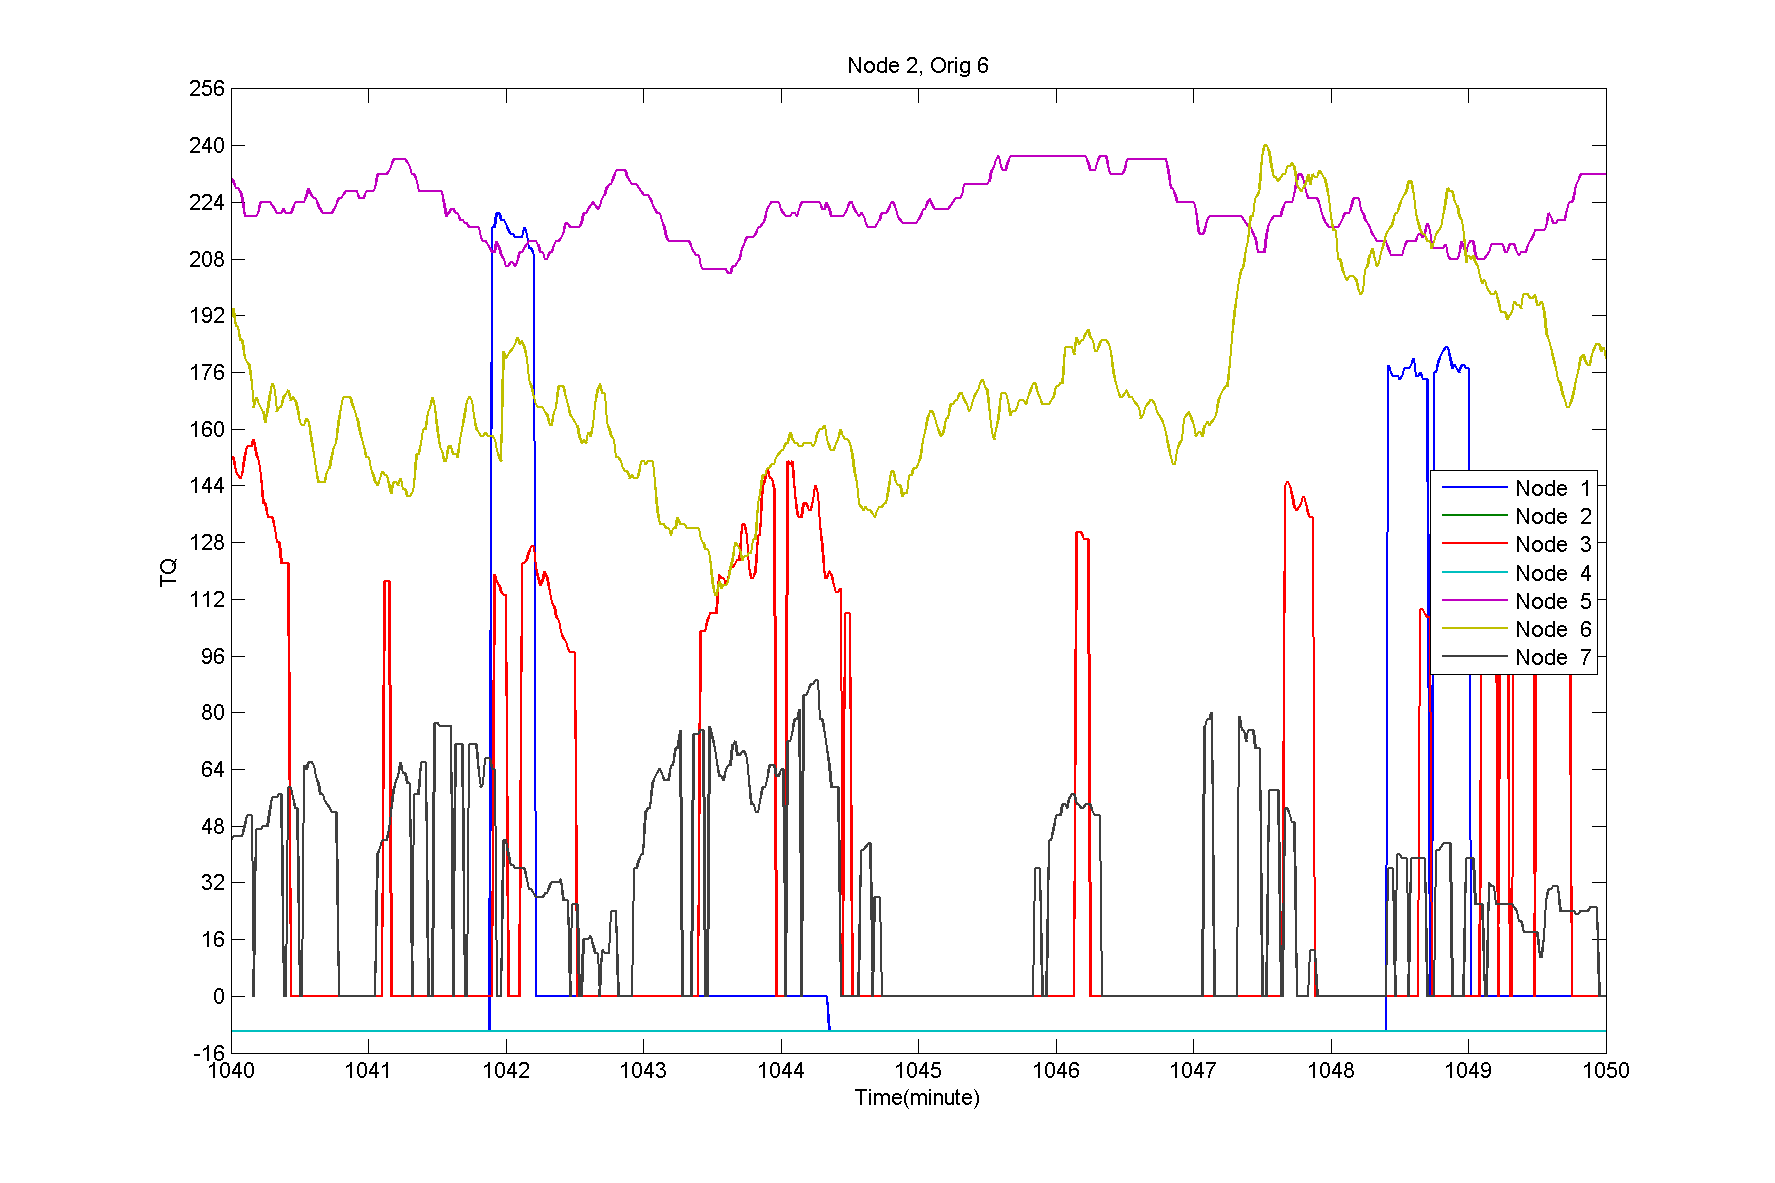 Node 2, Orig 6
256
240
224
208
192
176
160
144
128
112
96
80
64
48
32
16
0
-16
TQ
Node 1
Node 2
Node 3
Node 4
Node 5
Node 6
Node 7
1040 1041 1042 1043 1044 1045 1046 1047 1048 1049 1050
Time(minute)